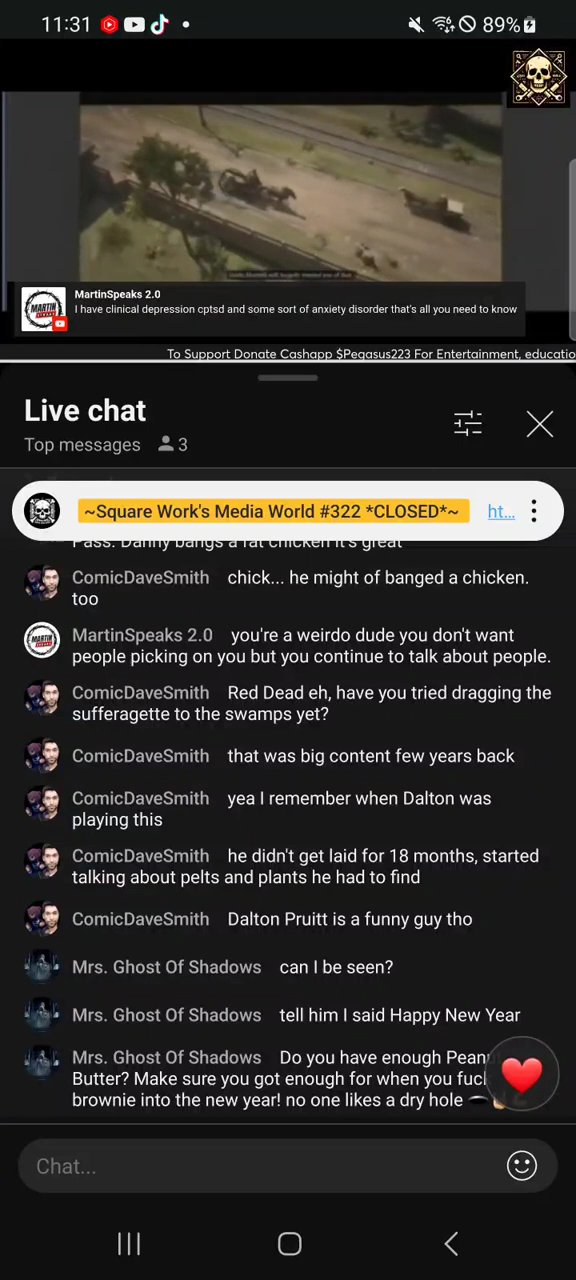 11:31
89%
MartinSpeaks 2.0
I have clinical depression cptsd and some sort of anxiety disorder that's all you need to know
To Support Donate Cashapp $Pegasus223 For Entertainment, educatio
Live chat
Top messages 3
~Square Work's Media World #322 *CLOSED*~ ht...
Pass. Danny bangs a fat chicken it's great
ComicDaveSmith chick... he might of banged a chicken.
too
MartinSpeaks 2.0 you're a weirdo dude you don't want
people picking on you but you continue to talk about people.
ComicDaveSmith Red Dead eh, have you tried dragging the
sufferagette to the swamps yet?
ComicDaveSmith that was big content few years back
ComicDaveSmith yea I remember when Dalton was
playing this
ComicDaveSmith he didn't get laid for 18 months, started
talking about pelts and plants he had to find
ComicDaveSmith Dalton Pruitt is a funny guy tho
Mrs. Ghost Of Shadows can I be seen?
Mrs. Ghost Of Shadows tell him I said Happy New Year
Mrs. Ghost Of Shadows Do you have enough Pean
Butter? Make sure you got enough for when you fuc
brownie into the new year! no one likes a dry hole
Chat...